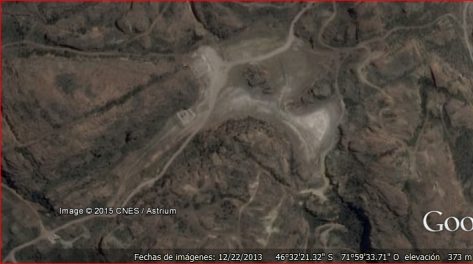 Image © 2015 CNES / Astrium
Goo
Fechas de imágenes: 12/22/2013 46°32'21.32" S 71°59'33.71" O elevación 373 m